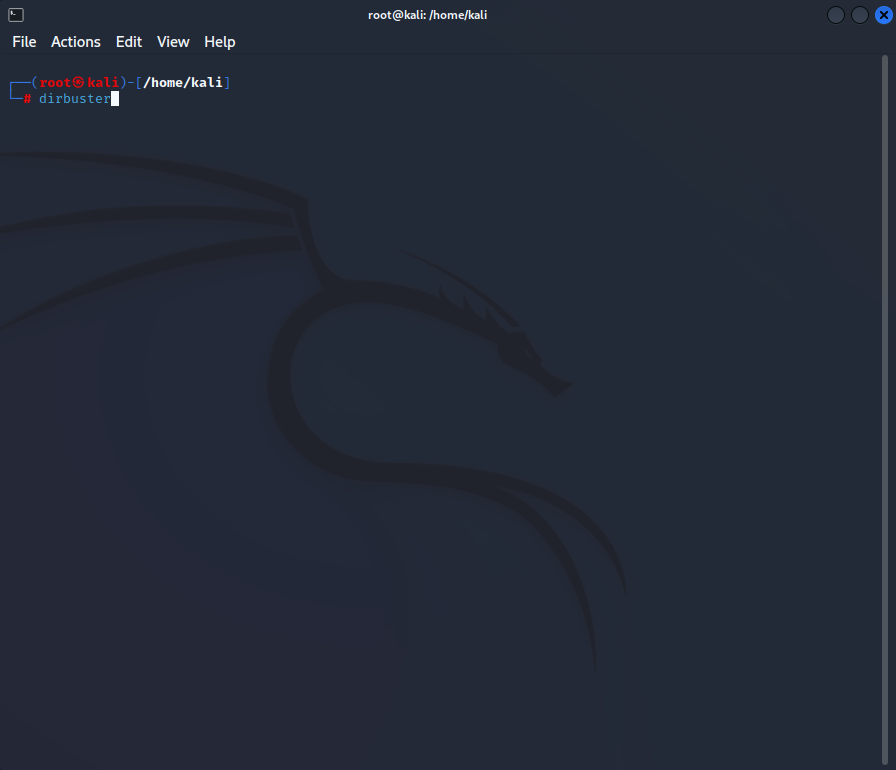 root@kali: /home/kali
File Actions Edit View Help
┌──(root㉿kali)-[/home/kali]
└─# dirbuster